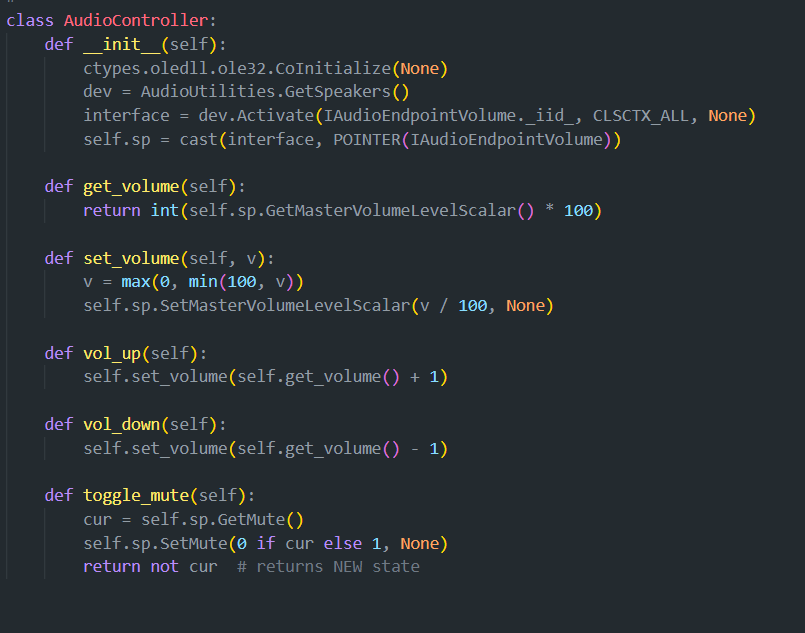 class AudioController:
    def __init__(self):
        ctypes.oledll.ole32.CoInitialize(None)
        dev = AudioUtilities.GetSpeakers()
        interface = dev.Activate(IAudioEndpointVolume._iid_, CLSCTX_ALL, None)
        self.sp = cast(interface, POINTER(IAudioEndpointVolume))

    def get_volume(self):
        return int(self.sp.GetMasterVolumeLevelScalar() * 100)

    def set_volume(self, v):
        v = max(0, min(100, v))
        self.sp.SetMasterVolumeLevelScalar(v / 100, None)

    def vol_up(self):
        self.set_volume(self.get_volume() + 1)

    def vol_down(self):
        self.set_volume(self.get_volume() - 1)

    def toggle_mute(self):
        cur = self.sp.GetMute()
        self.sp.SetMute(0 if cur else 1, None)
        return not cur  # returns NEW state